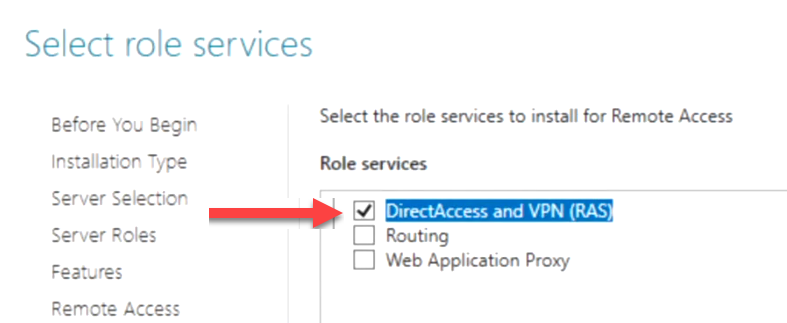 Select role services
Before You Begin
Installation Type
Server Selection
Server Roles
Features
Remote Access
Select the role services to install for Remote Access
Role services
DirectAccess and VPN (RAS)
Routing
Web Application Proxy